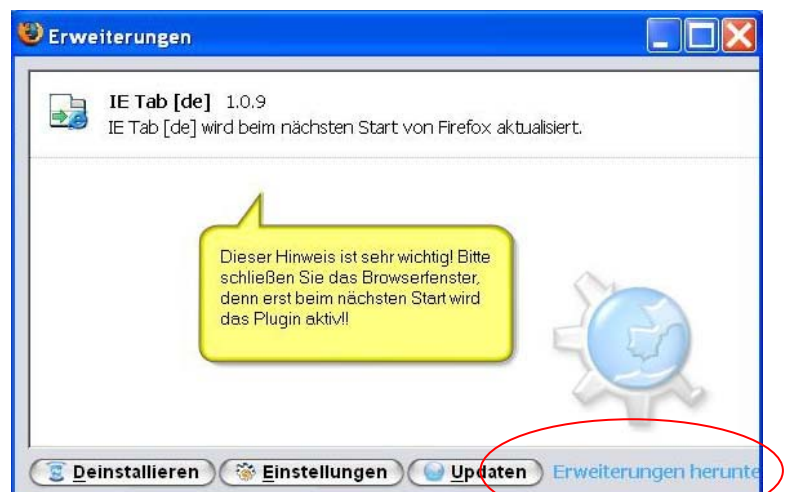 Erweiterungen
IE Tab [de] 1.0.9
IE Tab [de] wird beim nächsten Start von Firefox aktualisiert.
Dieser Hinweis ist sehr wichtig! Bitte
schließen Sie das Browserfenster,
denn erst beim nächsten Start wird
das Plugin aktiv!!
Deinstallieren Einstellungen Updaten Erweiterungen herunte